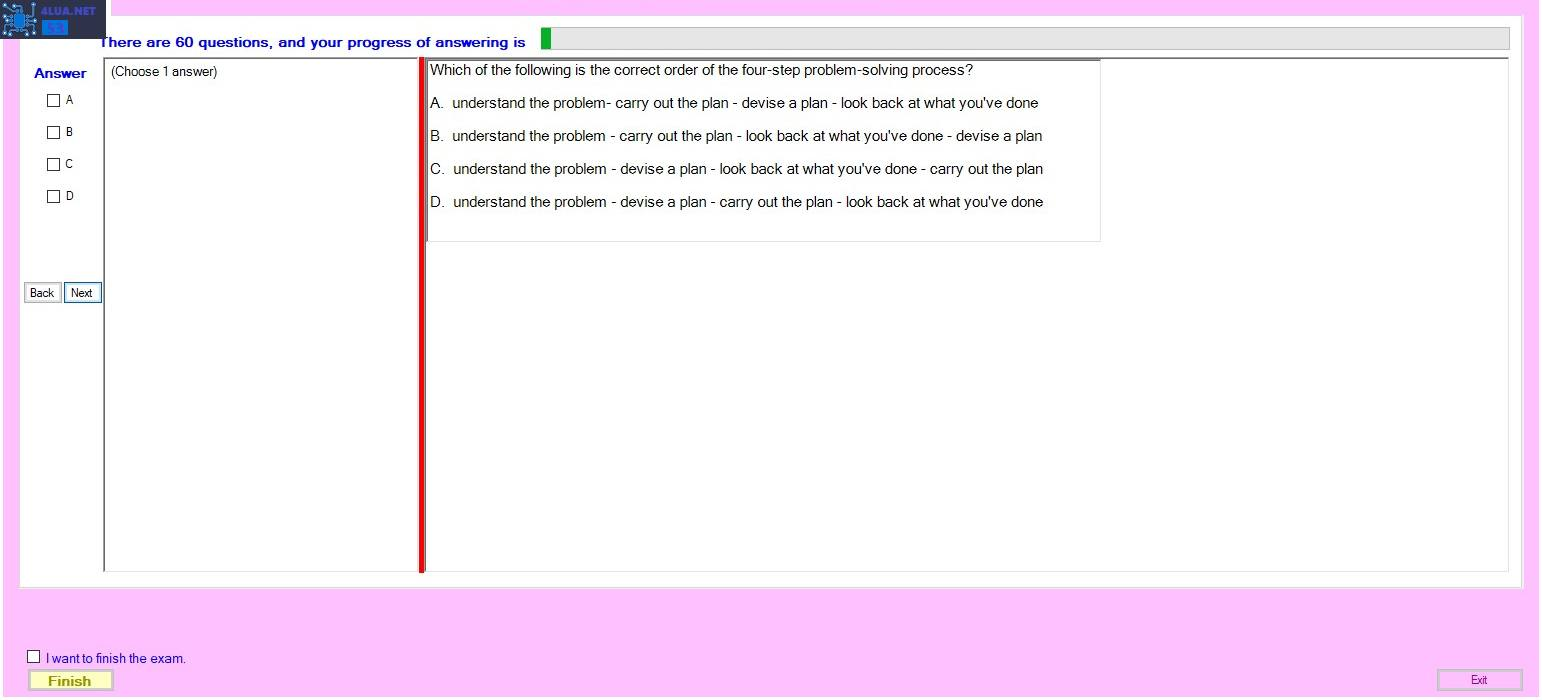 4LUA.NET
53
There are 60 questions, and your progress of answering is
Answer
(Choose 1 answer)
A
B
C
D
Back
Next
Which of the following is the correct order of the four-step problem-solving process?
A. understand the problem- carry out the plan - devise a plan - look back at what you've done
B. understand the problem - carry out the plan - look back at what you've done - devise a plan
C. understand the problem - devise a plan - look back at what you've done - carry out the plan
D. understand the problem - devise a plan - carry out the plan - look back at what you've done
I want to finish the exam.
Finish
Exit